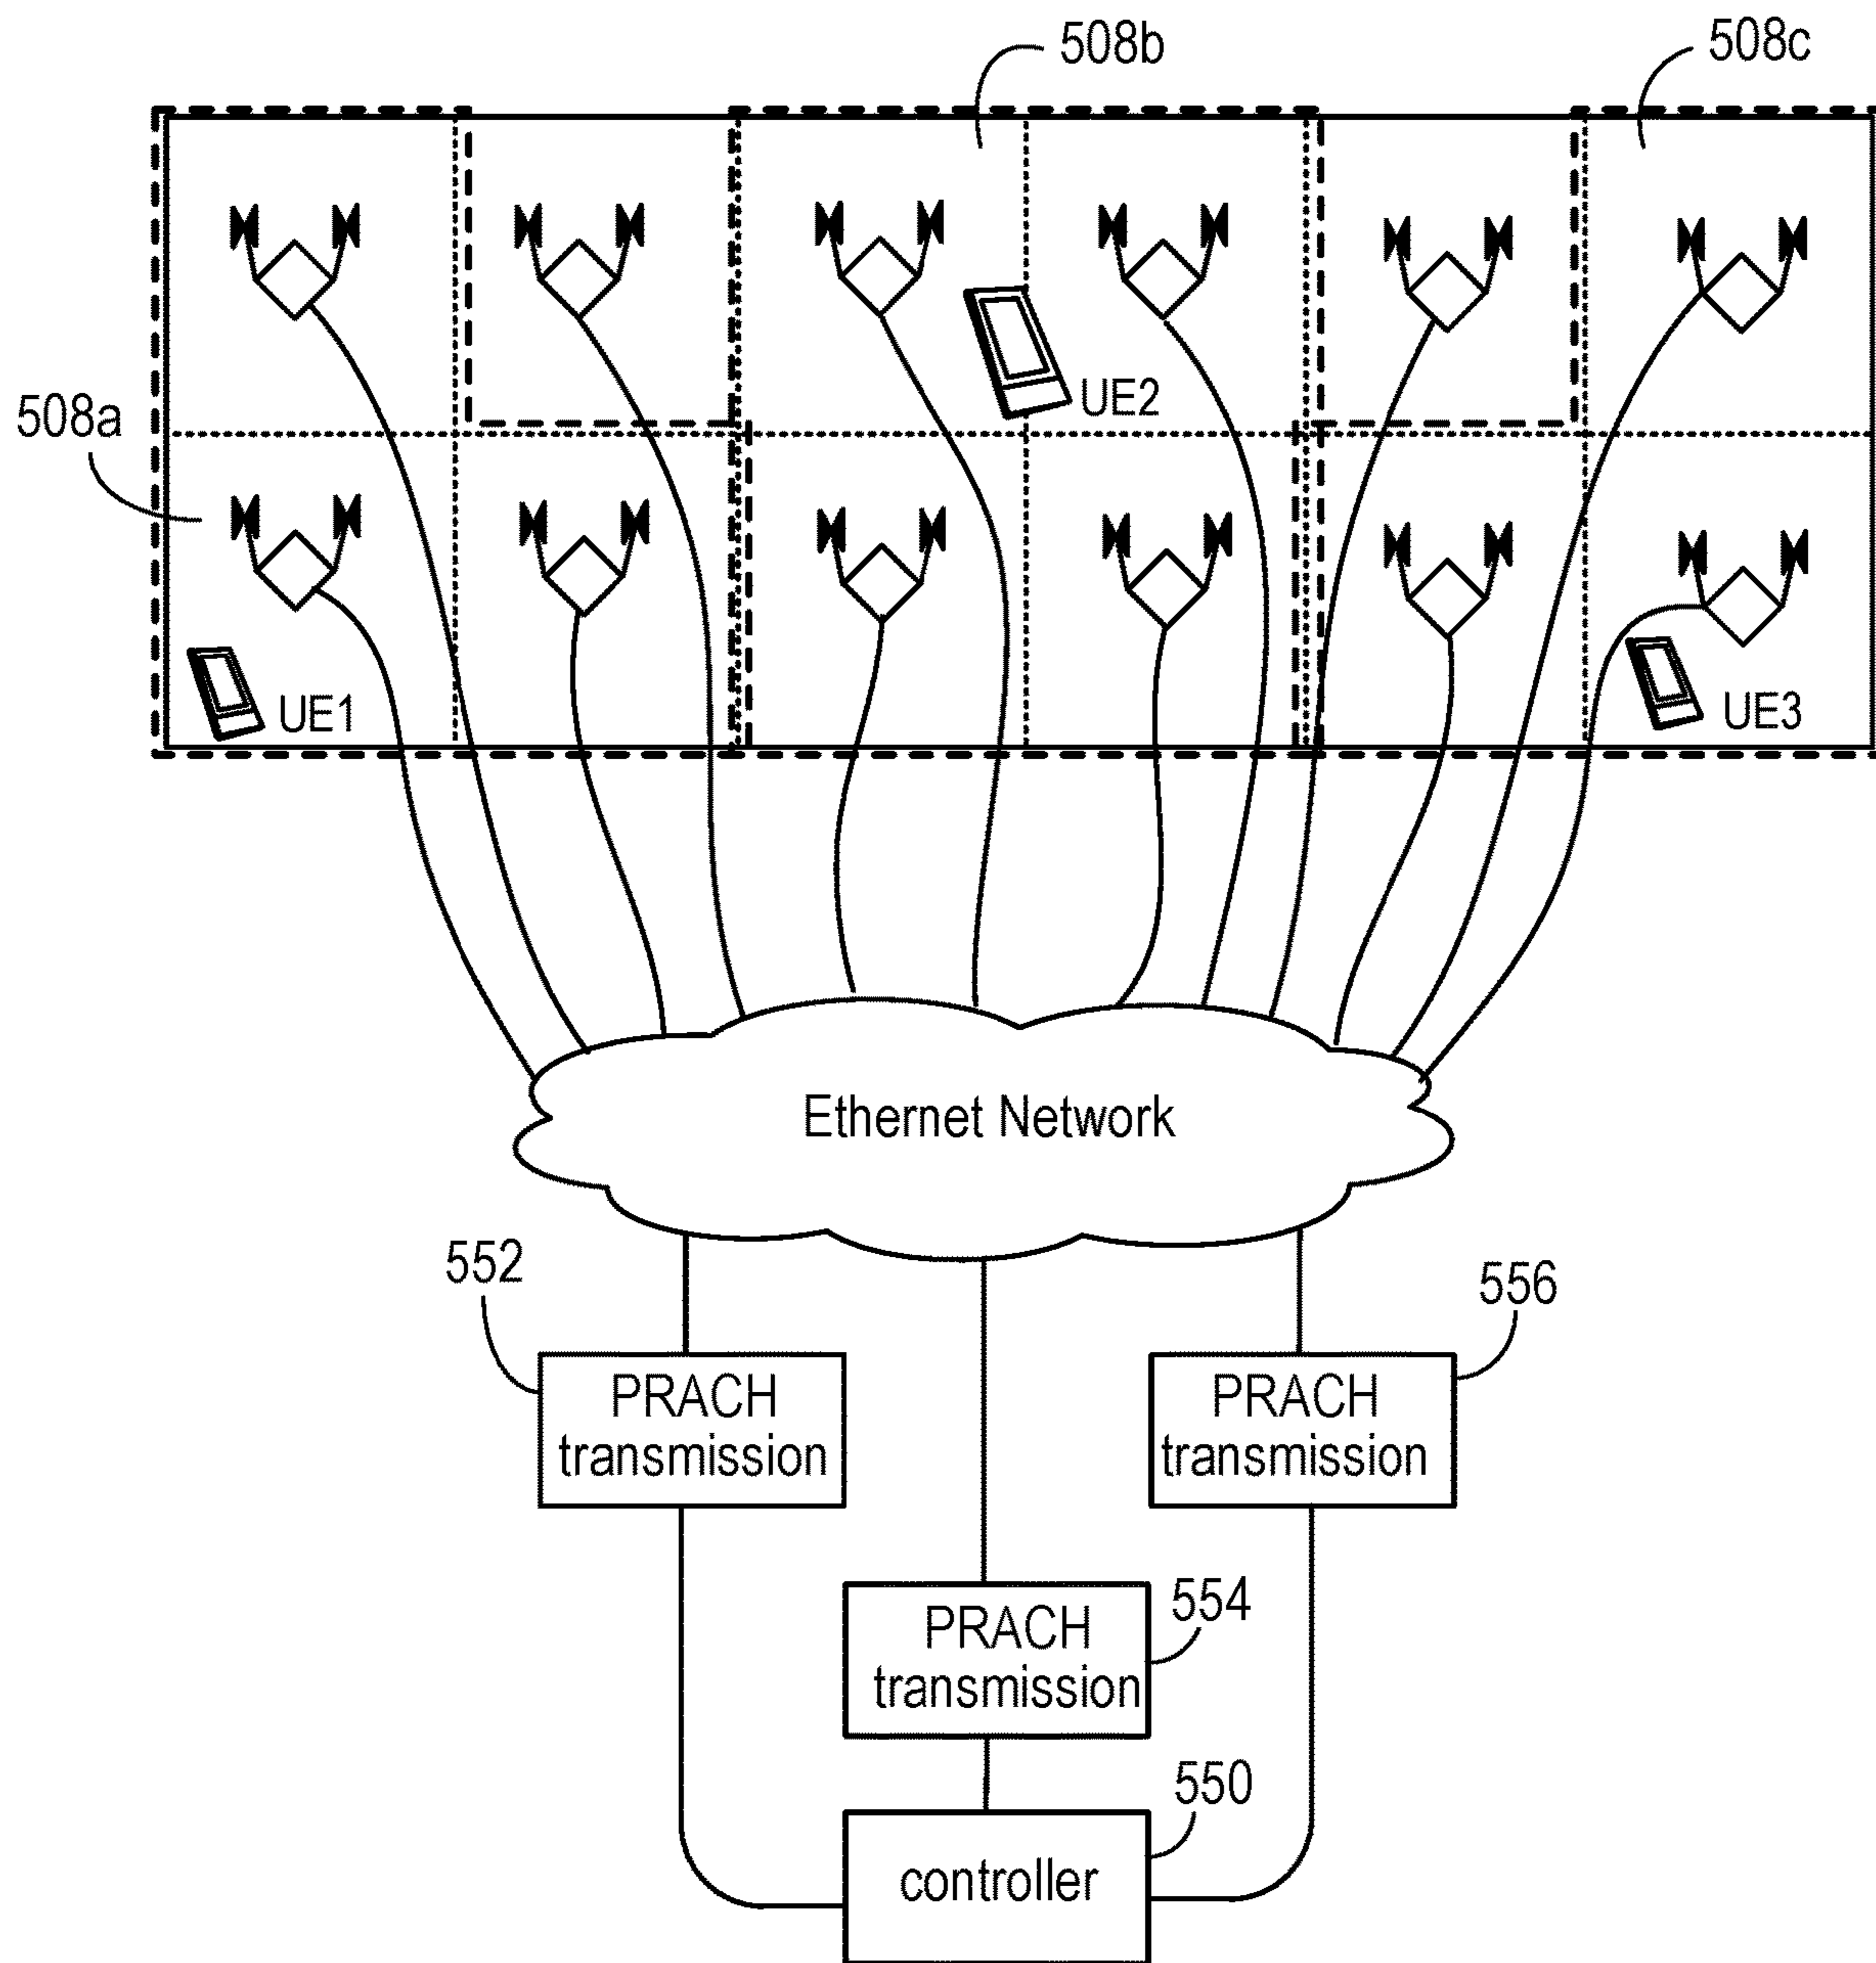 508b
508c
508a
UE2
UE1
UE3
Ethernet Network
552
556
PRACH
transmission
PRACH
transmission
554
PRACH
transmission
550
controller